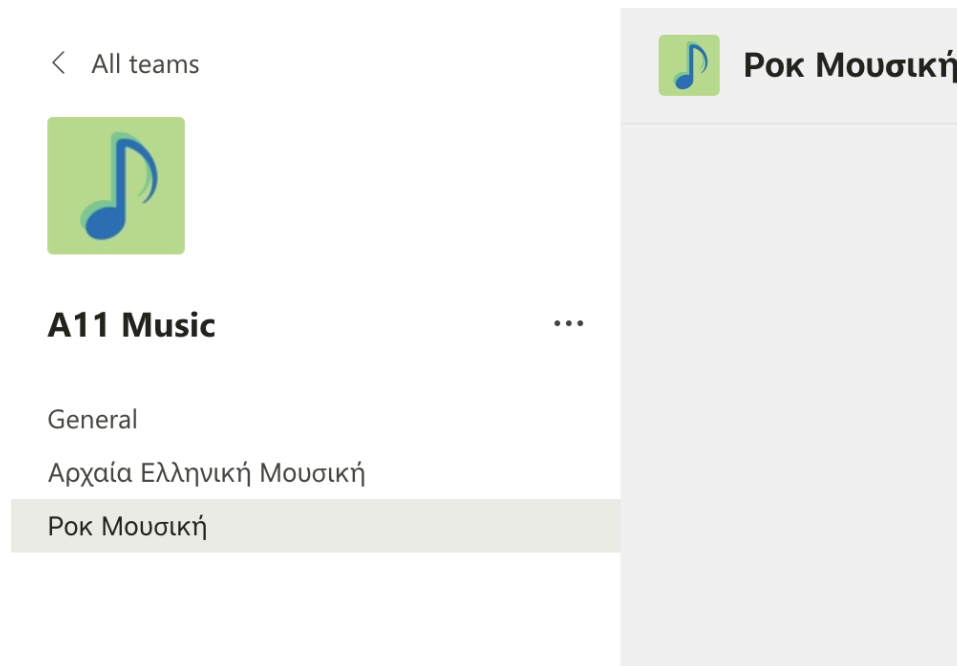 All teams
Ροκ Μουσική
A11 Music
General
Αρχαία Ελληνική Μουσική
Ροκ Μουσική